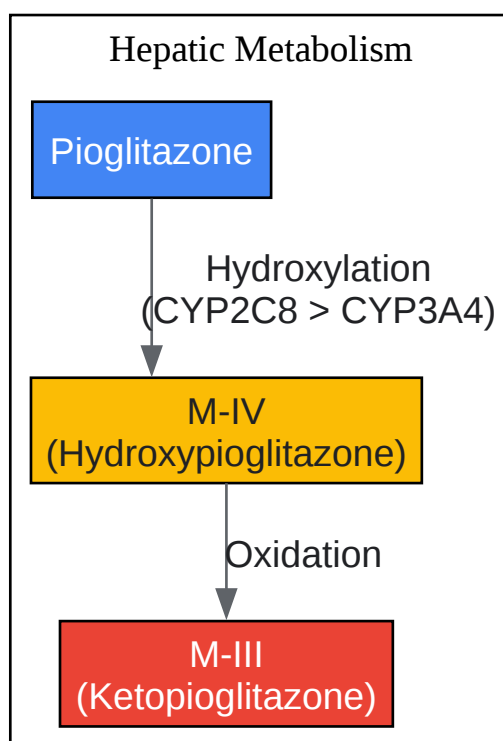 Hepatic Metabolism
Pioglitazone
Hydroxylation
(CYP2C8 > CYP3A4)
M-IV
(Hydroxypioglitazone)
Oxidation
M-III
(Ketopioglitazone)